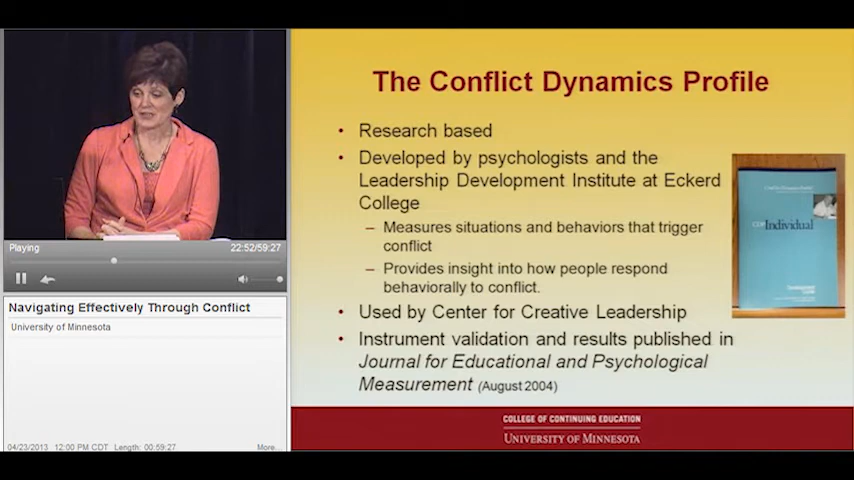 Playing
22:52/59:27
Navigating Effectively Through Conflict
University of Minnesota
04/23/2013 12:00 PM CDT Length: 00:59:27
More...
The Conflict Dynamics Profile
• Research based
• Developed by psychologists and the
Leadership Development Institute at Eckerd
College
– Measures situations and behaviors that trigger
conflict
– Provides insight into how people respond
behaviorally to conflict.
• Used by Center for Creative Leadership
• Instrument validation and results published in
Journal for Educational and Psychological
Measurement (August 2004)
Individual
COLLEGE OF CONTINUING EDUCATION
UNIVERSITY OF MINNESOTA